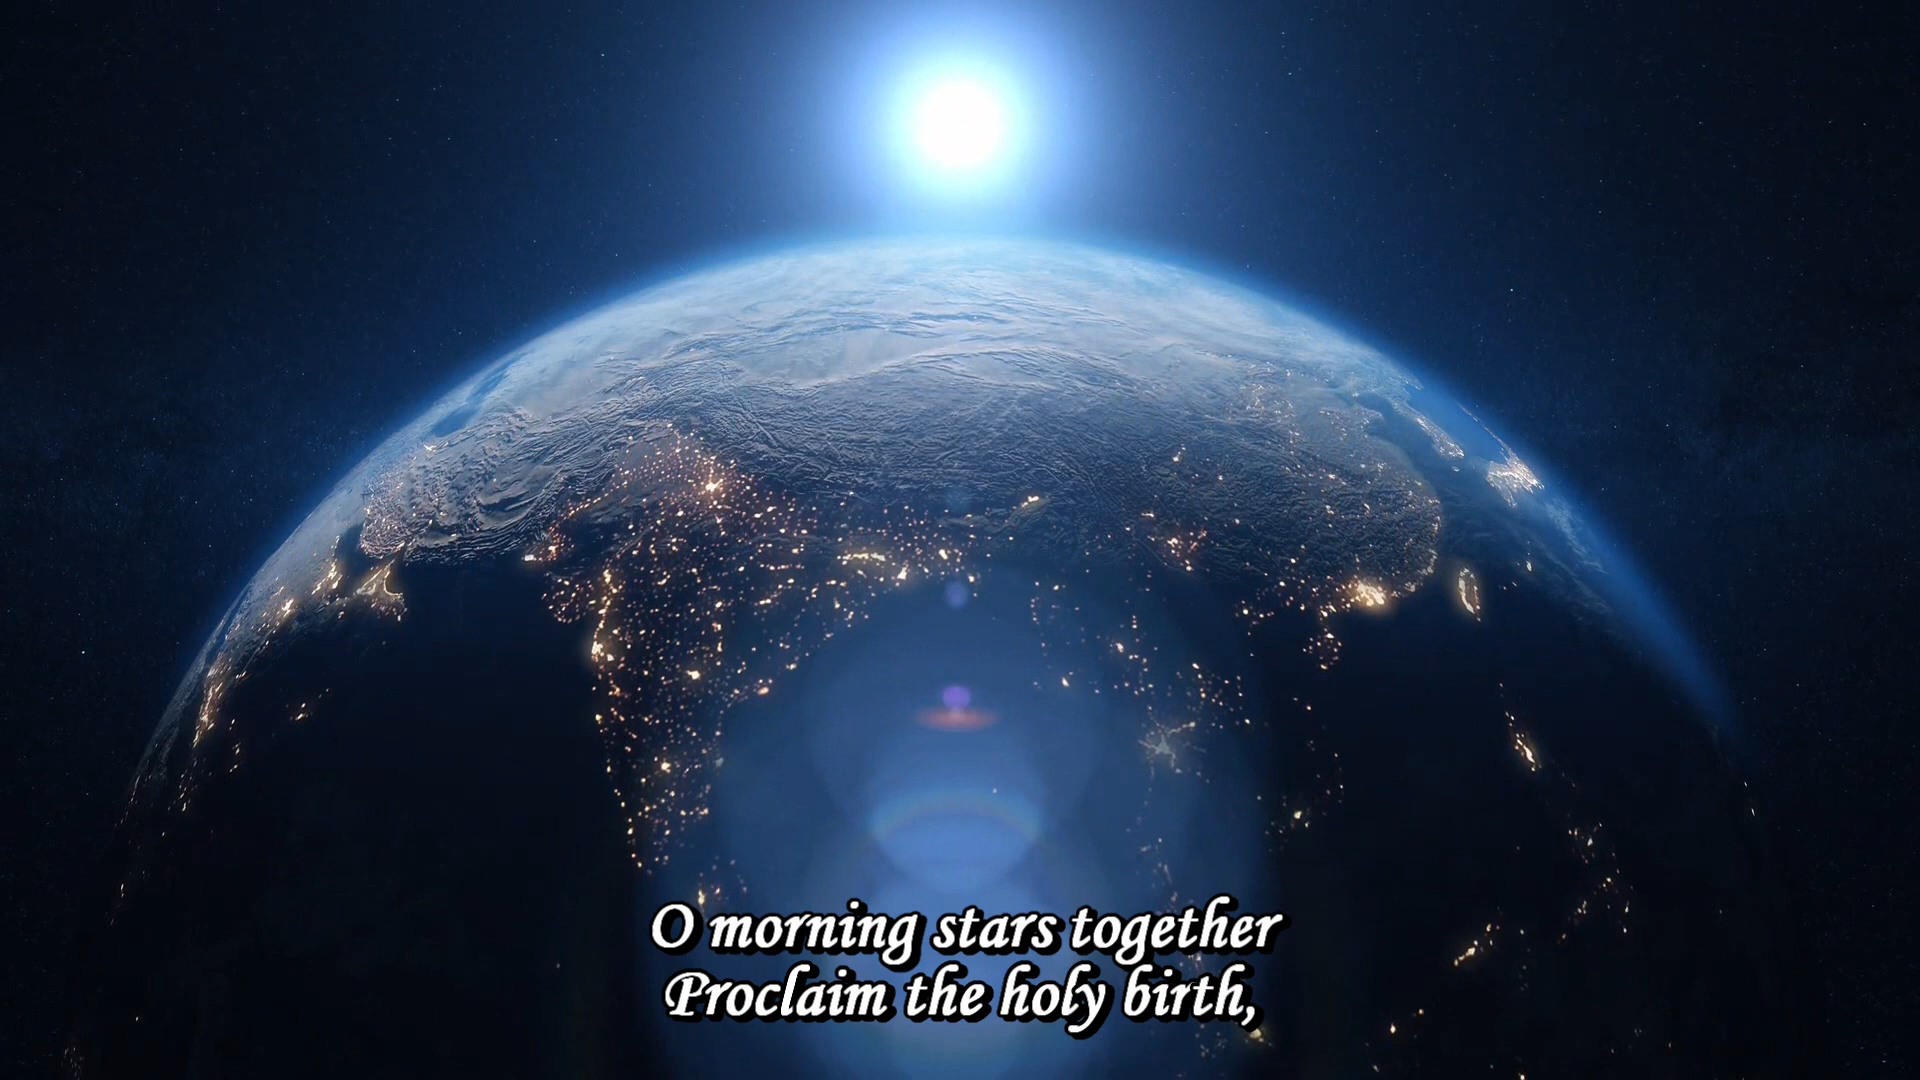 O morning stars together
Proclaim the holy birth,